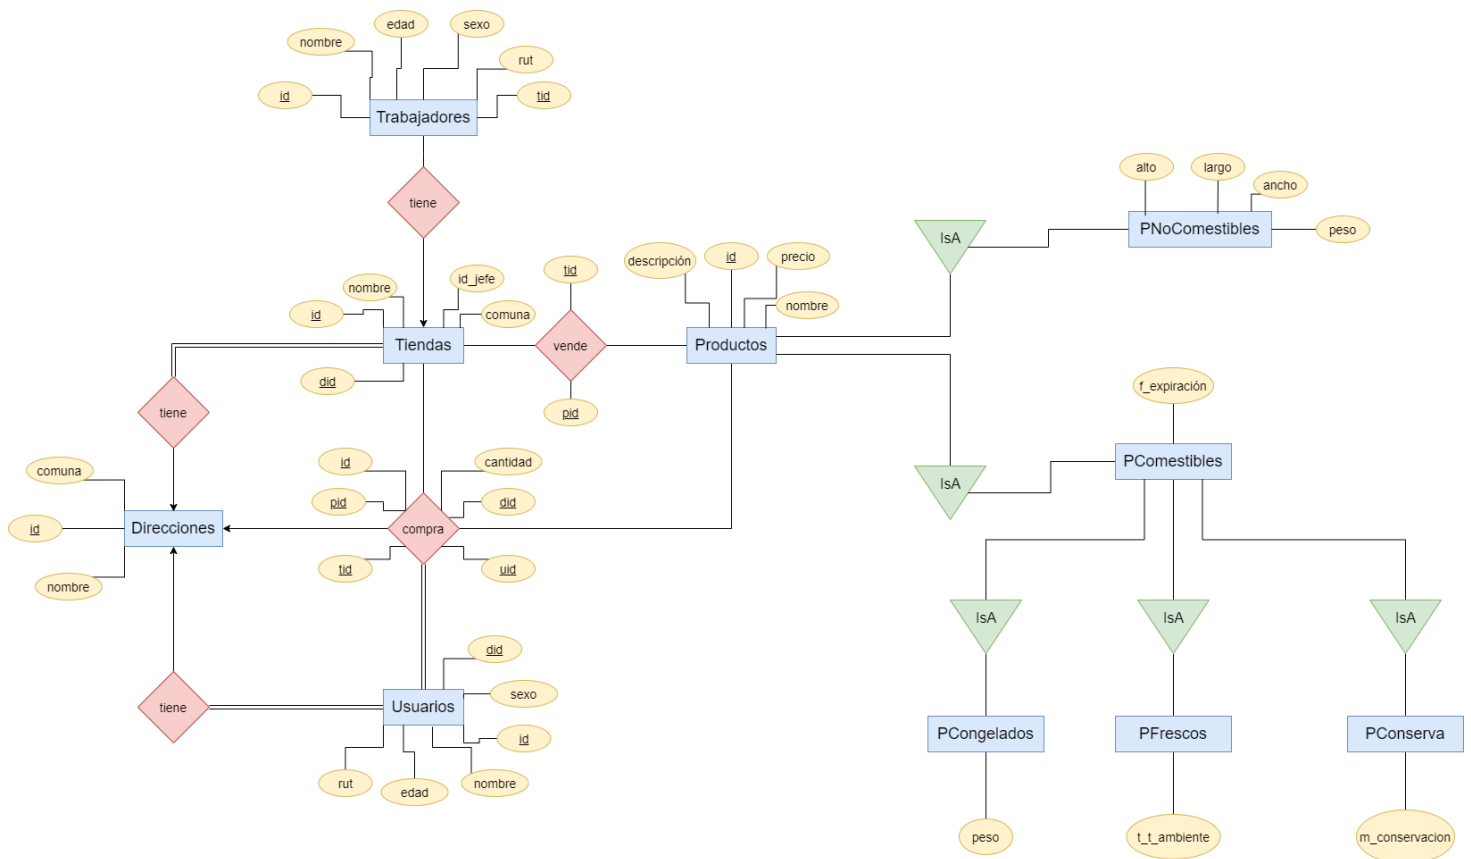 edad
sexo
nombre
rut
id
tid
Trabajadores
tiene
alto
largo
ancho
PNoComestibles
peso
IsA
descripción
id
precio
nombre
Productos
tid
vende
pid
nombre
id_jefe
id
comuna
Tiendas
did
tiene
f_expiración
PComestibles
IsA
comuna
id
nombre
Direcciones
id
cantidad
pid
did
compra
tid
uid
IsA
IsA
IsA
tiene
did
sexo
Usuarios
id
rut
edad
nombre
PCongelados
PFrescos
PConserva
peso
t_t_ambiente
m_conservacion